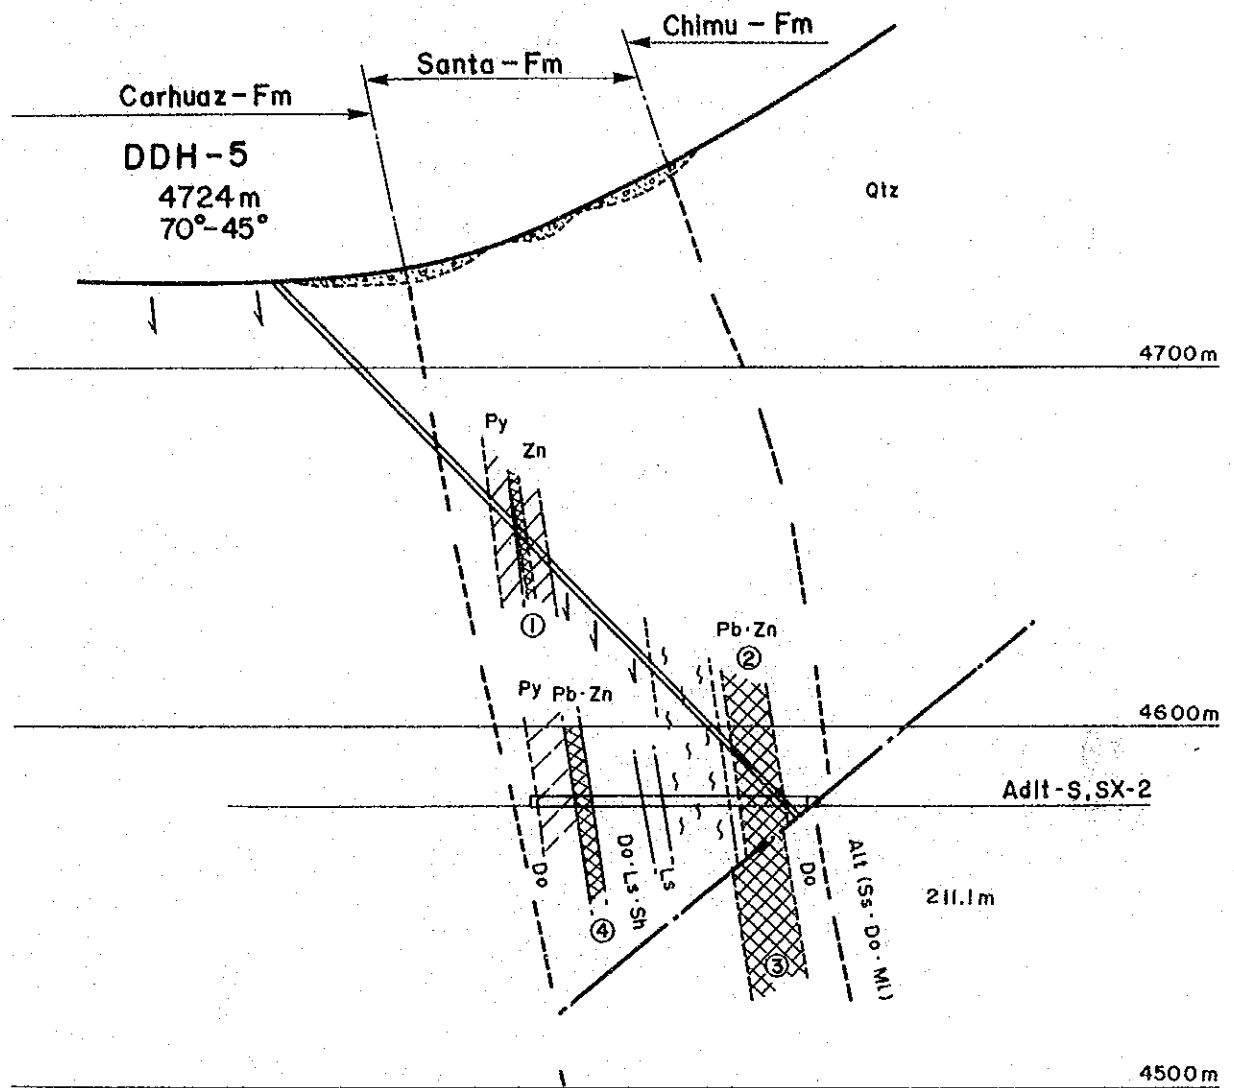 Chimu - Fm
Santa - Fm
Carhuaz - Fm
DDH-5
4724m
70°-45°
Qtz
4700m
Py
Zn
①
Pb·Zn
②
Py Pb·Zn
4600m
Adit-S, SX-2
Do
④
Do·Ls·Sh
Ls
③
Do
Alt (Ss·Do·Ml)
211.1m
4500m